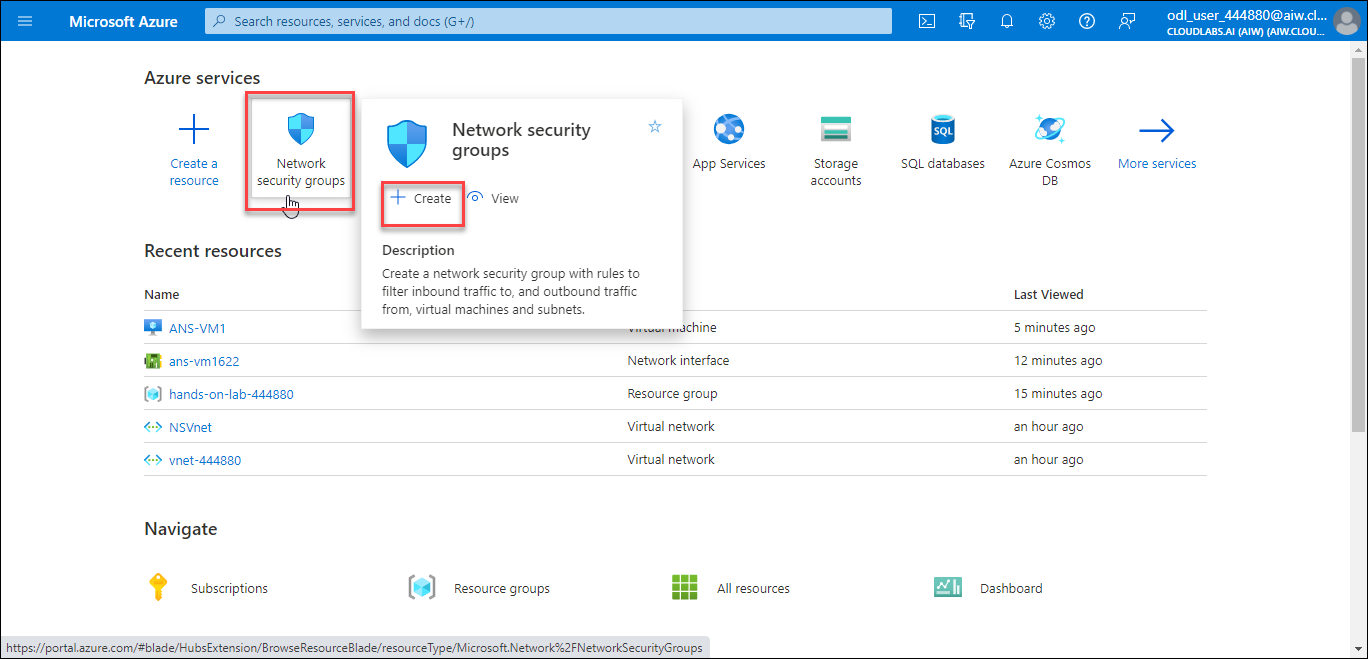 Microsoft Azure
Search resources, services, and docs (G+/)
odl_user_444880@aiw.cl...
CLOUDLABS.AI (AIW) (AIW.CLOU...
Azure services
Create a
resource
Network
security groups
Network security
groups
Create
View
Description
Create a network security group with rules to
filter inbound traffic to, and outbound traffic
from, virtual machines and subnets.
App Services
Storage
accounts
SQL
SQL databases
Azure Cosmos
DB
More services
Recent resources
Name
Last Viewed
ANS-VM1
Virtual machine
5 minutes ago
ans-vm1622
Network interface
12 minutes ago
hands-on-lab-444880
Resource group
15 minutes ago
NSVnet
Virtual network
an hour ago
vnet-444880
Virtual network
an hour ago
Navigate
Subscriptions
Resource groups
All resources
Dashboard
https://portal.azure.com/#blade/HubsExtension/BrowseResourceBlade/resourceType/Microsoft.Network%2FNetworkSecurityGroups